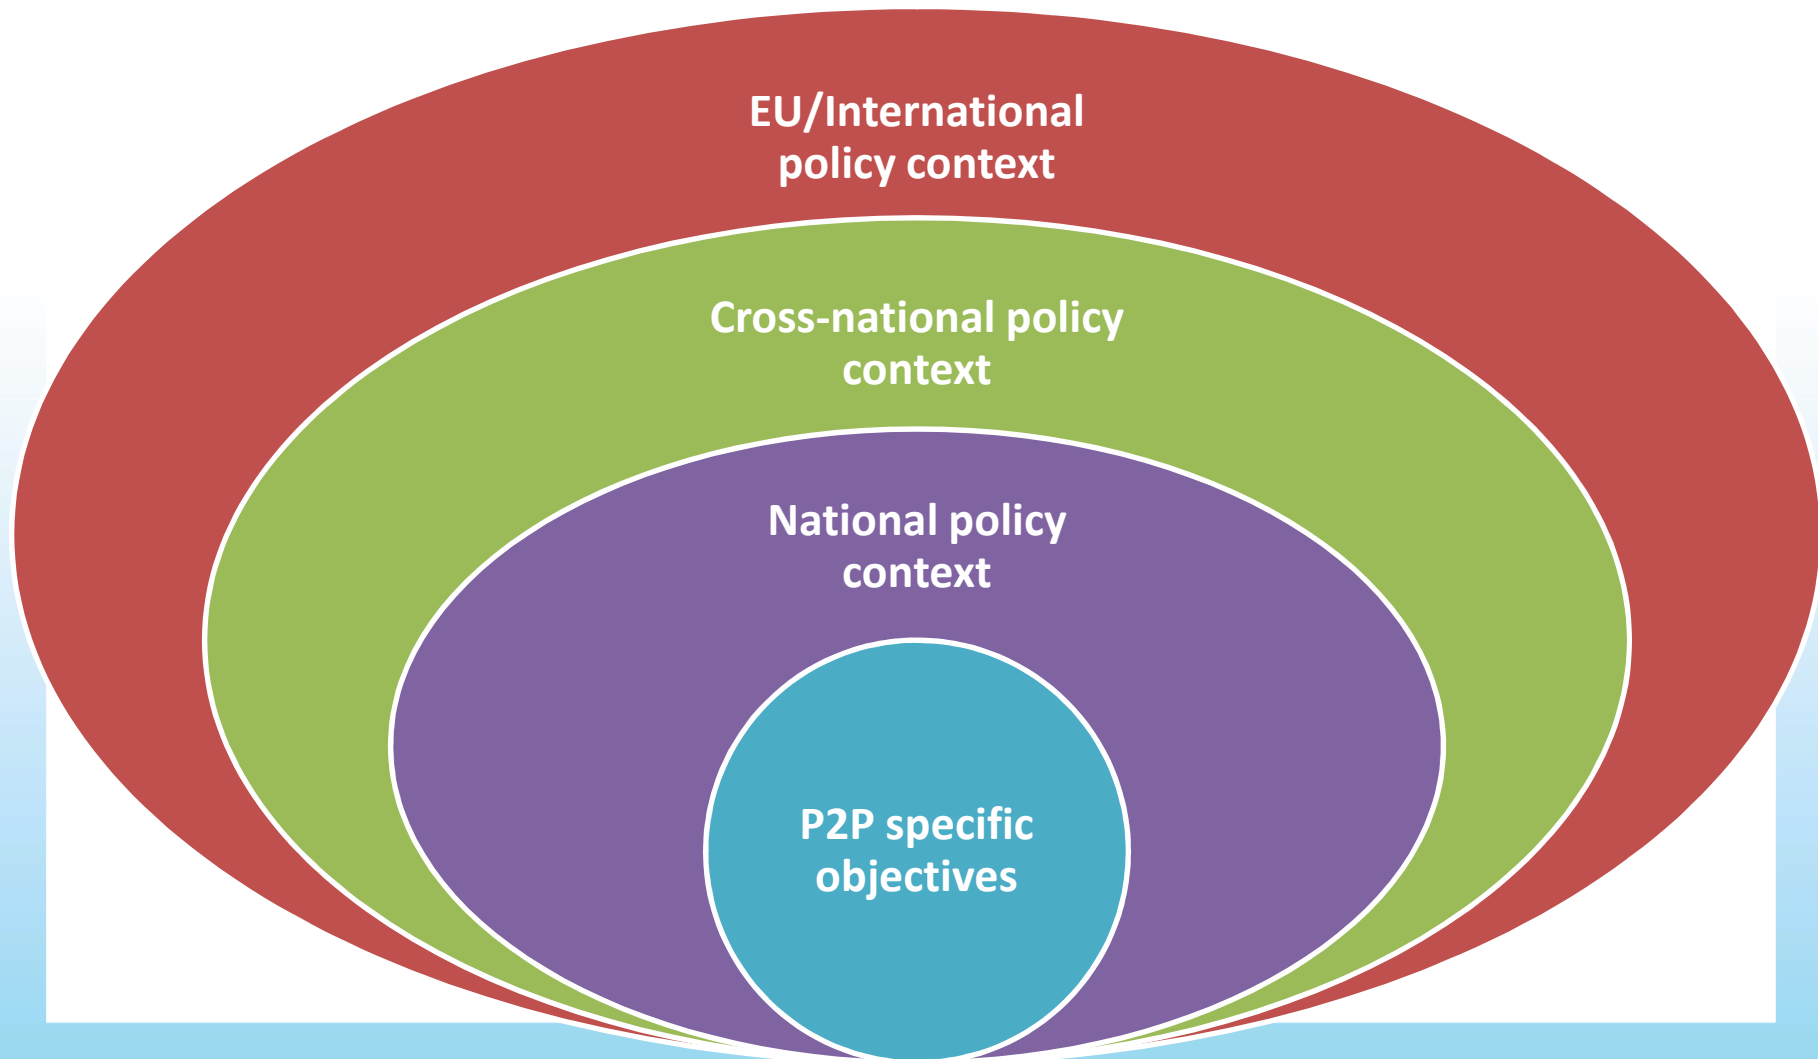 EU/International
policy context
Cross-national policy
context
National policy
context
P2P specific
objectives